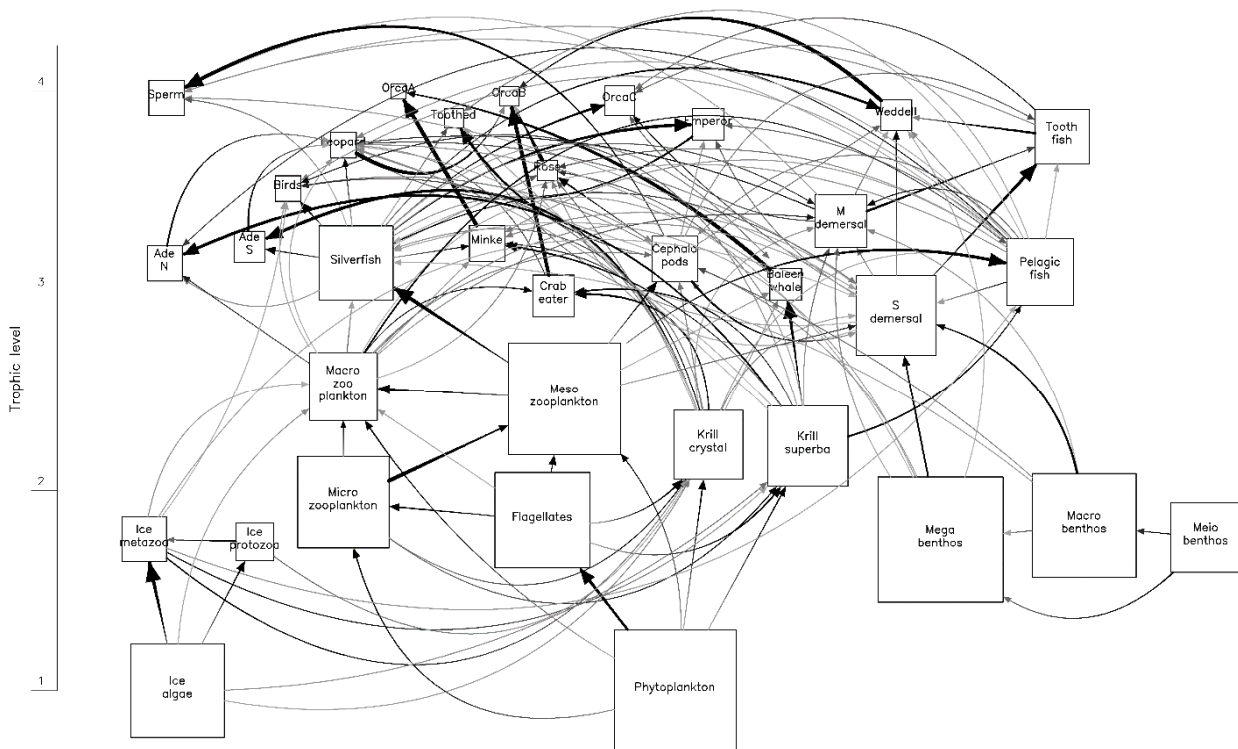 Trophic level
4
3
2
1
Sperm
OrcaA
OrcaB
OrcaC
Toothed
Emperor
Weddell
Tooth
fish
Leopard
Ross
Birds
M
demersal
Ade
N
Ade
S
Silverfish
Minke
Cephalo
pods
Pelagic
fish
Crab
eater
Baleen
whale
S
demersal
Macro
zoo
plankton
Meso
zooplankton
Krill
crystal
Krill
superba
Micro
zooplankton
Flagellates
Mega
benthos
Macro
benthos
Meio
benthos
Ice
metazoa
Ice
protozoa
Ice
algae
Phytoplankton